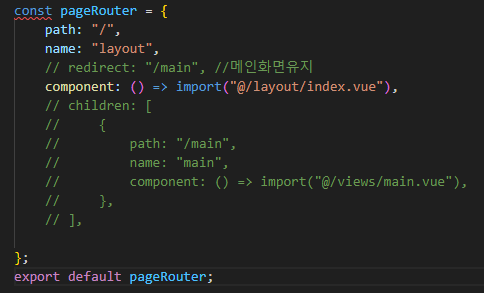 const pageRouter = {
    path: "/",
    name: "layout",
    // redirect: "/main", //메인화면유지
    component: () => import("@/layout/index.vue"),
    // children: [
    //     {
    //         path: "/main",
    //         name: "main",
    //         component: () => import("@/views/main.vue"),
    //     },
    // ],

};
export default pageRouter;